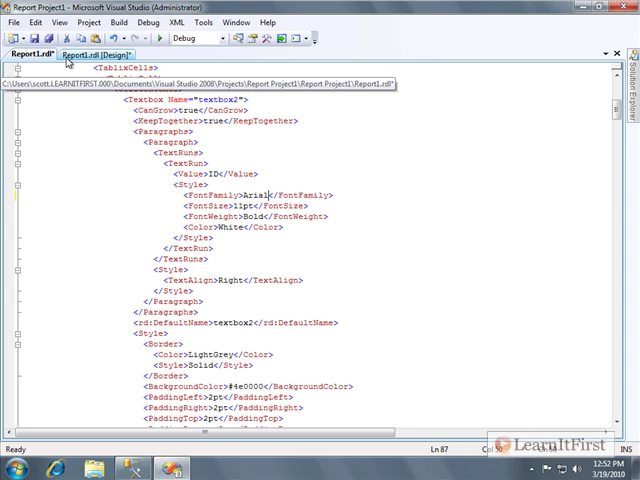 Report Project1 - Microsoft Visual Studio (Administrator)
File Edit View Project Build Debug XML Tools Window Help
Debug
Report1.rdl* Report1.rdl [Design]*
<TablixCells>
C:\Users\scott.LEARNITFIRST.000\Documents\Visual Studio 2008\Projects\Report Project1\Report Project1\Report1.rdl*
<Textbox Name="textbox2">
<CanGrow>true</CanGrow>
<KeepTogether>true</KeepTogether>
<Paragraphs>
<Paragraph>
<TextRuns>
<TextRun>
<Value>ID</Value>
<Style>
<FontFamily>Arial</FontFamily>
<FontSize>11pt</FontSize>
<FontWeight>Bold</FontWeight>
<Color>White</Color>
</Style>
</TextRun>
</TextRuns>
<Style>
<TextAlign>Right</TextAlign>
</Style>
</Paragraph>
</Paragraphs>
<rd:DefaultName>textbox2</rd:DefaultName>
<Style>
<Border>
<Color>LightGrey</Color>
<Style>Solid</Style>
</Border>
<BackgroundColor>#4e0000</BackgroundColor>
<PaddingLeft>2pt</PaddingLeft>
<PaddingRight>2pt</PaddingRight>
<PaddingTop>2pt</PaddingTop>
Solution Explorer
LearnItFirst
Ready Ln 87 Col 50 INS
12:52 PM
3/19/2010